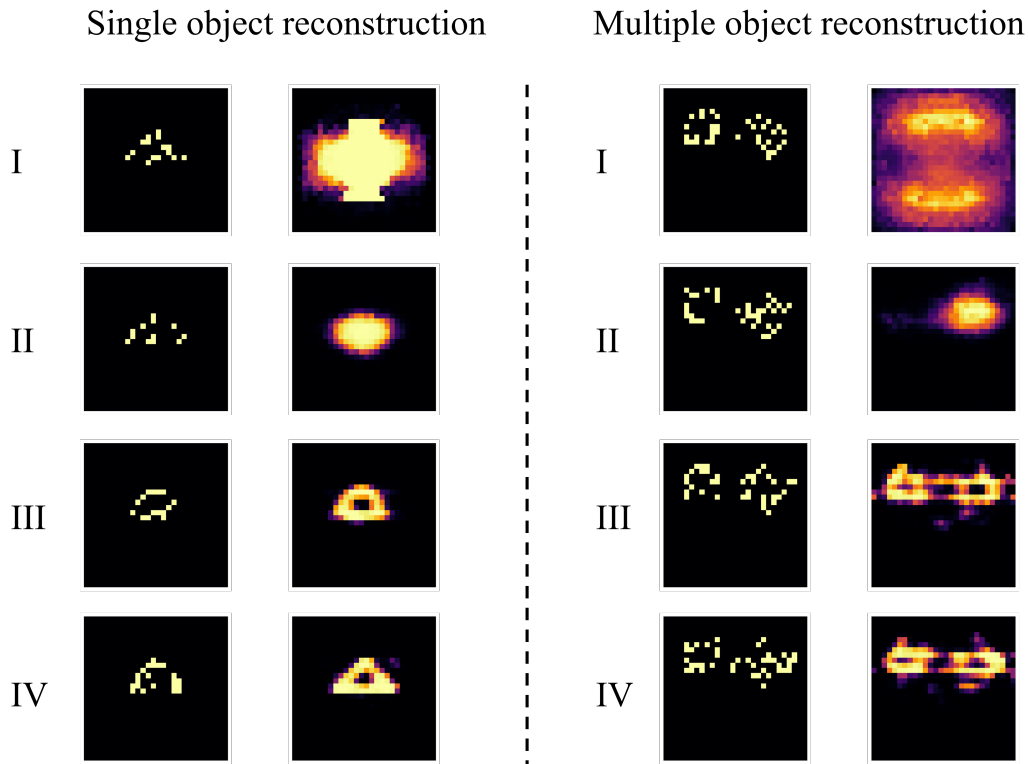 Single object reconstruction
Multiple object reconstruction
I
I
II
II
III
III
IV
IV